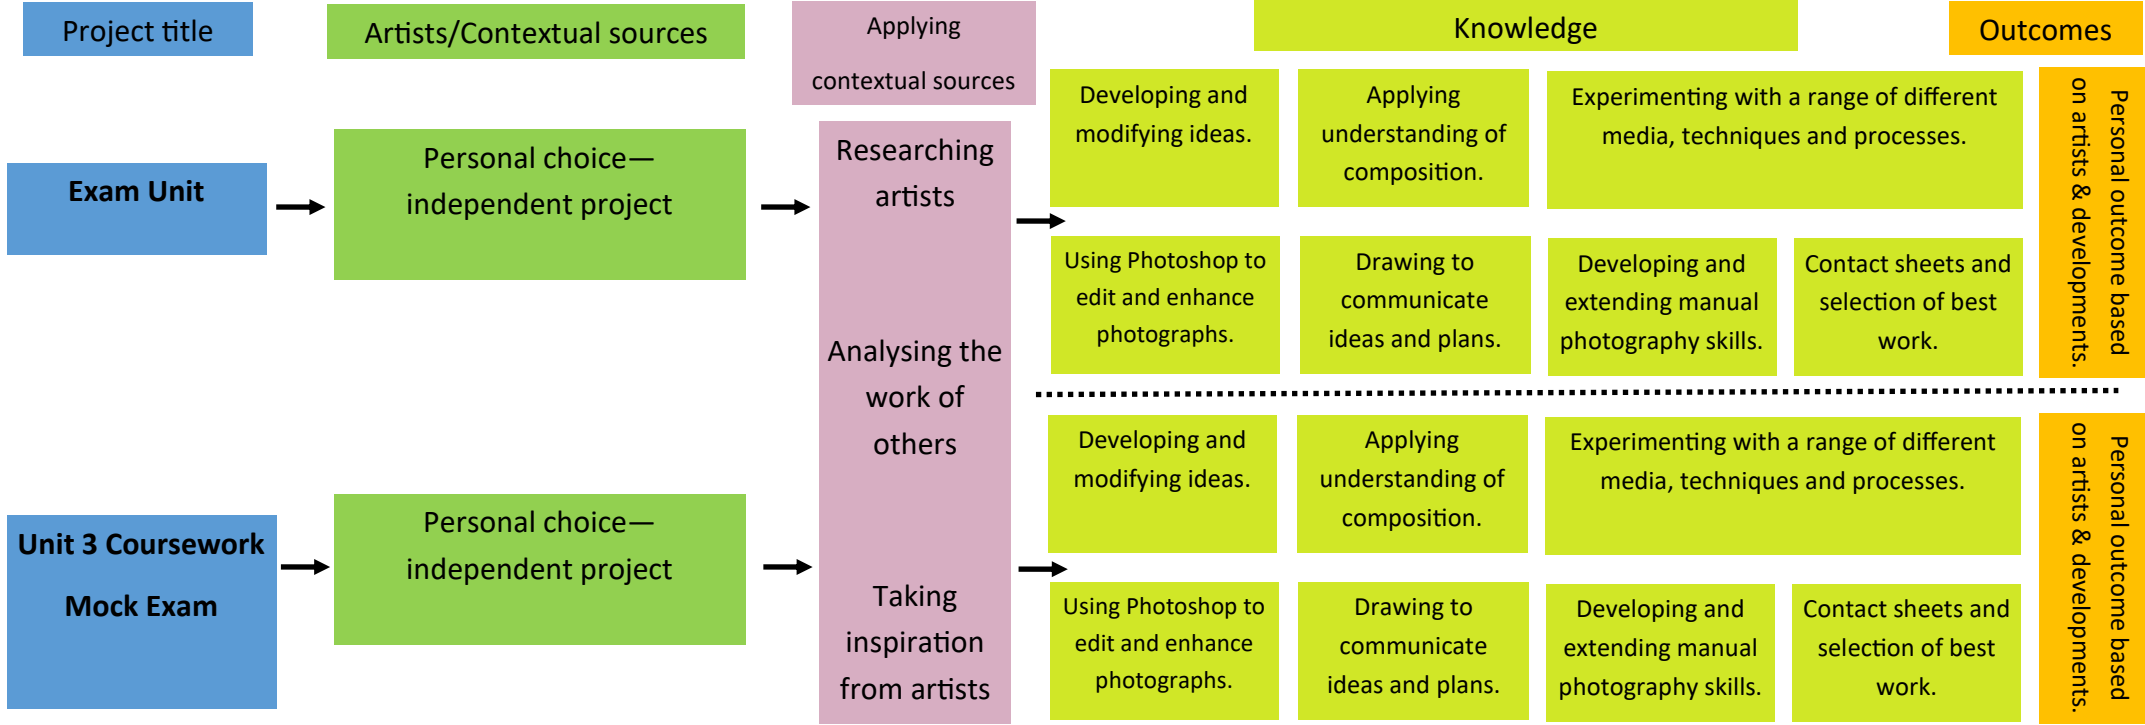 Project title
Artists/Contextual sources
Applying
contextual sources
Knowledge
Outcomes
Exam Unit
Personal choice—
independent project
Researching
artists
Analysing the
work of
others
Taking
inspiration
from artists
Developing and
modifying ideas.
Applying
understanding of
composition.
Experimenting with a range of different
media, techniques and processes.
Using Photoshop to
edit and enhance
photographs.
Drawing to
communicate
ideas and plans.
Developing and
extending manual
photography skills.
Contact sheets and
selection of best
work.
Personal outcome based
on artists & developments.
Unit 3 Coursework
Mock Exam
Personal choice—
independent project
Developing and
modifying ideas.
Applying
understanding of
composition.
Experimenting with a range of different
media, techniques and processes.
Using Photoshop to
edit and enhance
photographs.
Drawing to
communicate
ideas and plans.
Developing and
extending manual
photography skills.
Contact sheets and
selection of best
work.
Personal outcome based
on artists & developments.